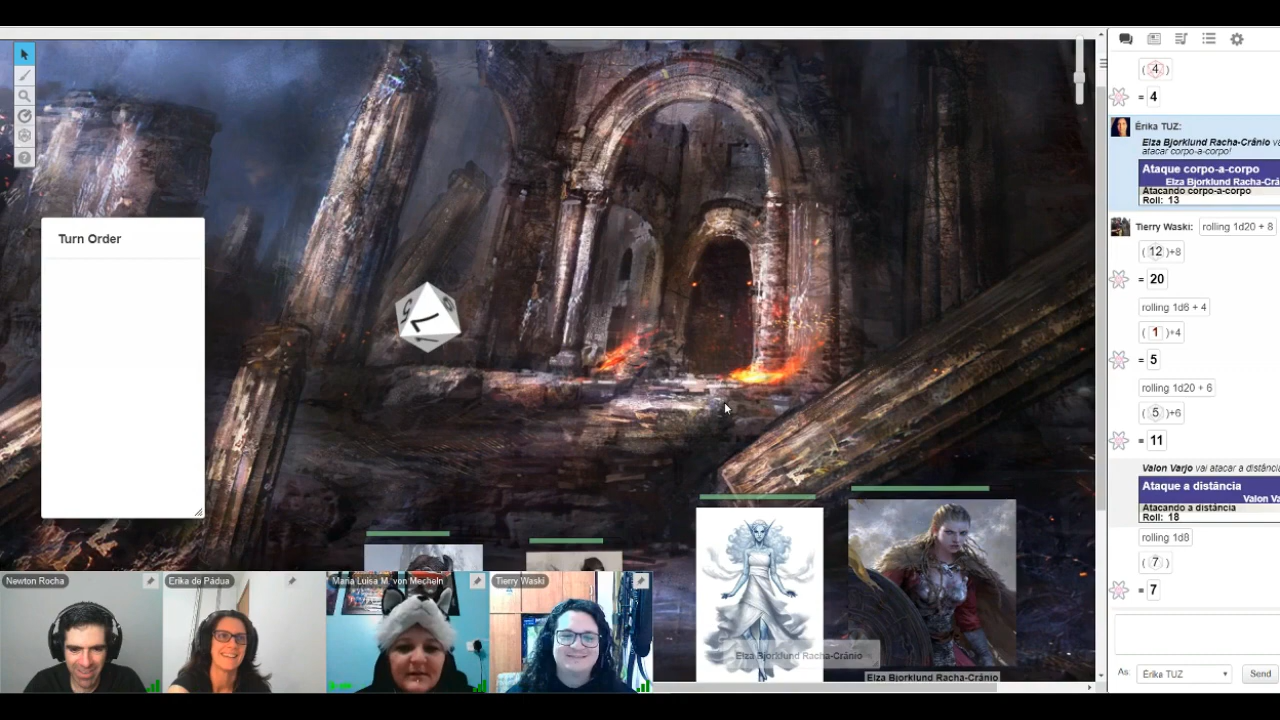 Turn Order
Newton Rocha
Erika de Pádua
Maria Luisa M. von Mecheln
Tierry Waski
Elza Bjorklund Racha-Crânio
Elza Bjorklund Racha-Crânio
7
(4)
= 4
Érika TUZ:
Elza Bjorklund Racha-Crânio va
atacar corpo-a-corpo!
Ataque corpo-a-corpo
Elza Bjorklund Racha-Crâ
Atacando corpo-a-corpo
Roll: 13
Tierry Waski: rolling 1d20 + 8
(12)+8
= 20
rolling 1d6 + 4
(1)+4
= 5
rolling 1d20 + 6
(5)+6
= 11
Valon Varjo vai atacar a distânci
Ataque a distância
Valon Va
Atacando a distância
Roll: 18
rolling 1d8
(7)
= 7
As: Érika TUZ
Send